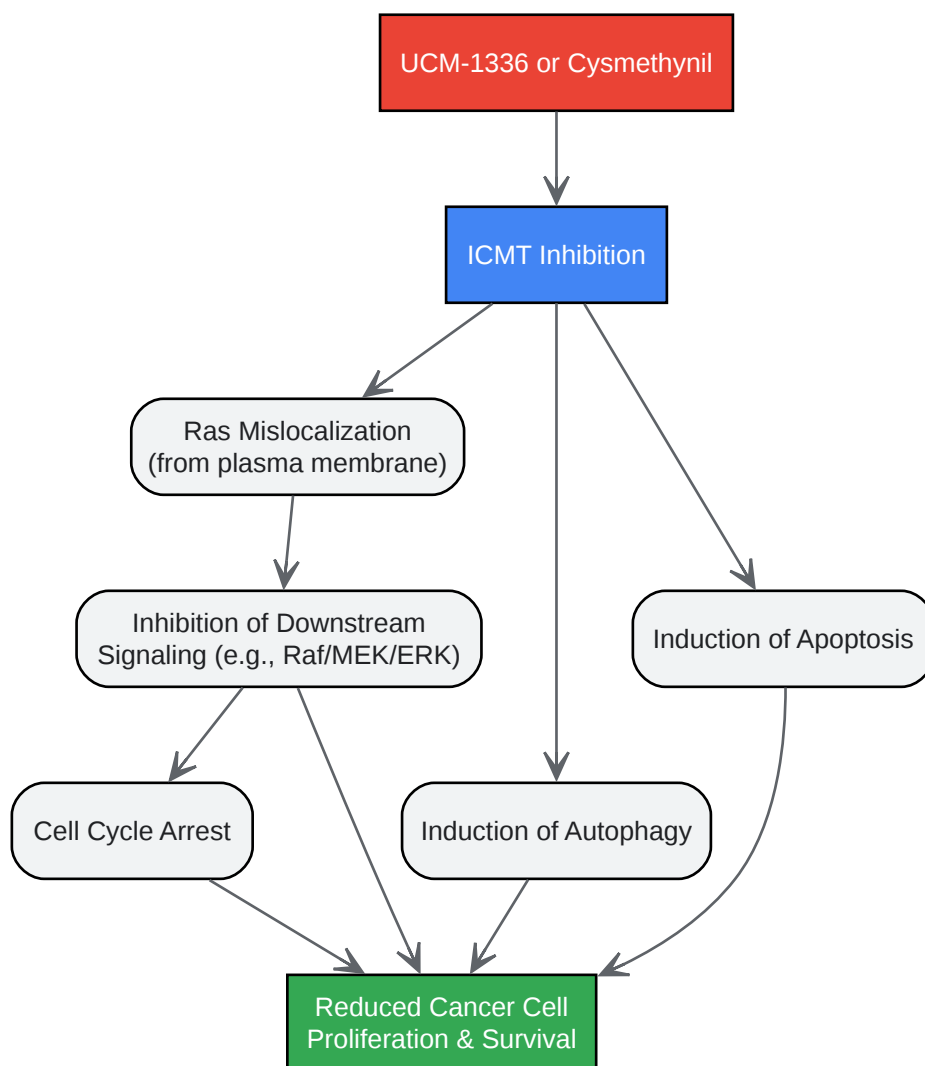 UCM-1336 or Cysmethynil
ICMT Inhibition
Ras Mislocalization
(from plasma membrane)
Inhibition of Downstream
Signaling (e.g., Raf/MEK/ERK)
Induction of Apoptosis
Cell Cycle Arrest
Induction of Autophagy
Reduced Cancer Cell
Proliferation & Survival